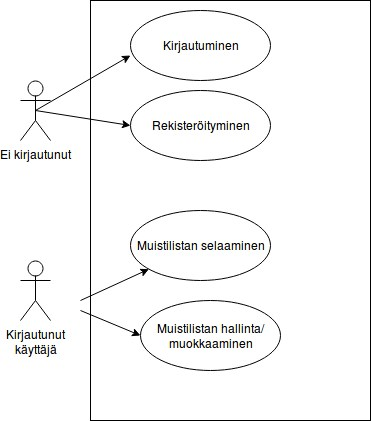 Kirjautuminen
Rekisteröityminen
Ei kirjautunut
Muistilistan selaaminen
Muistilistan hallinta/
muokkaaminen
Kirjautunut
käyttäjä